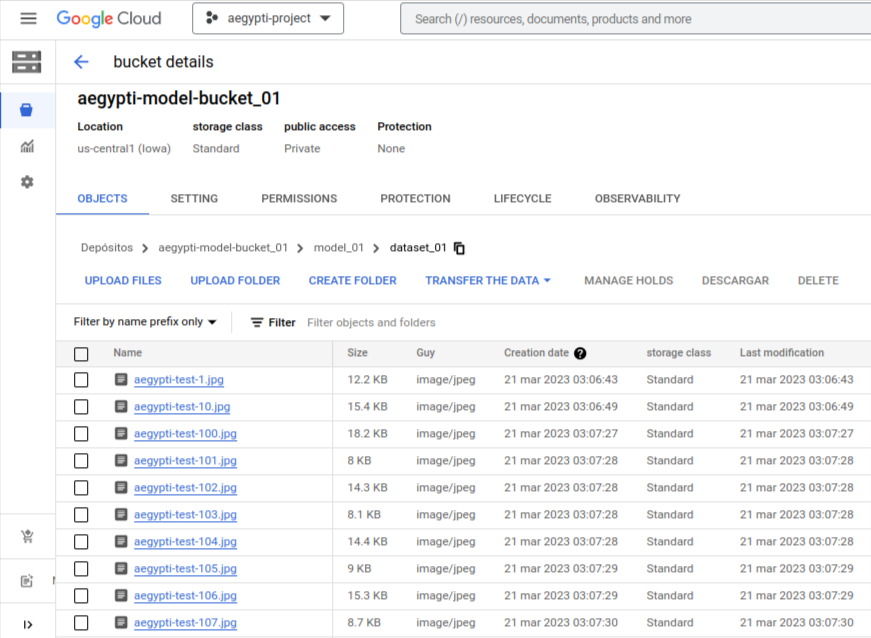 Google Cloud aegypti-project Search (/) resources, documents, products and more
bucket details
aegypti-model-bucket_01
Location storage class public access Protection
us-central1 (Iowa) Standard Private None
OBJECTS SETTING PERMISSIONS PROTECTION LIFECYCLE OBSERVABILITY
Depósitos > aegypti-model-bucket_01 > model_01 > dataset_01
UPLOAD FILES UPLOAD FOLDER CREATE FOLDER TRANSFER THE DATA MANAGE HOLDS DESCARGAR DELETE
Filter by name prefix only Filter Filter objects and folders
Name Size Guy Creation date ? storage class Last modification
aegypti-test-1.jpg 12.2 KB image/jpeg 21 mar 2023 03:06:43 Standard 21 mar 2023 03:06:43
aegypti-test-10.jpg 15.4 KB image/jpeg 21 mar 2023 03:06:49 Standard 21 mar 2023 03:06:49
aegypti-test-100.jpg 18.2 KB image/jpeg 21 mar 2023 03:07:27 Standard 21 mar 2023 03:07:27
aegypti-test-101.jpg 8 KB image/jpeg 21 mar 2023 03:07:28 Standard 21 mar 2023 03:07:28
aegypti-test-102.jpg 14.3 KB image/jpeg 21 mar 2023 03:07:28 Standard 21 mar 2023 03:07:28
aegypti-test-103.jpg 8.1 KB image/jpeg 21 mar 2023 03:07:28 Standard 21 mar 2023 03:07:28
aegypti-test-104.jpg 14.4 KB image/jpeg 21 mar 2023 03:07:28 Standard 21 mar 2023 03:07:28
aegypti-test-105.jpg 9 KB image/jpeg 21 mar 2023 03:07:29 Standard 21 mar 2023 03:07:29
aegypti-test-106.jpg 15.3 KB image/jpeg 21 mar 2023 03:07:29 Standard 21 mar 2023 03:07:29
aegypti-test-107.jpg 8.7 KB image/jpeg 21 mar 2023 03:07:30 Standard 21 mar 2023 03:07:30